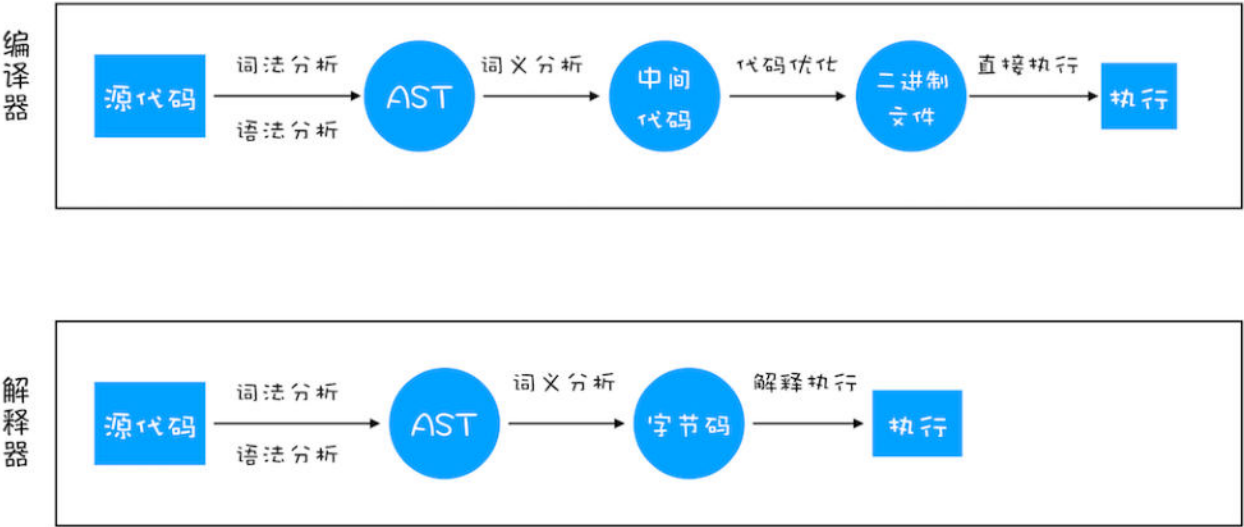 编译器
源代码
词法分析
语法分析
AST
词义分析
中间
代码
代码优化
二进制
文件
直接执行
执行
解释器
源代码
词法分析
语法分析
AST
词义分析
字节码
解释执行
执行